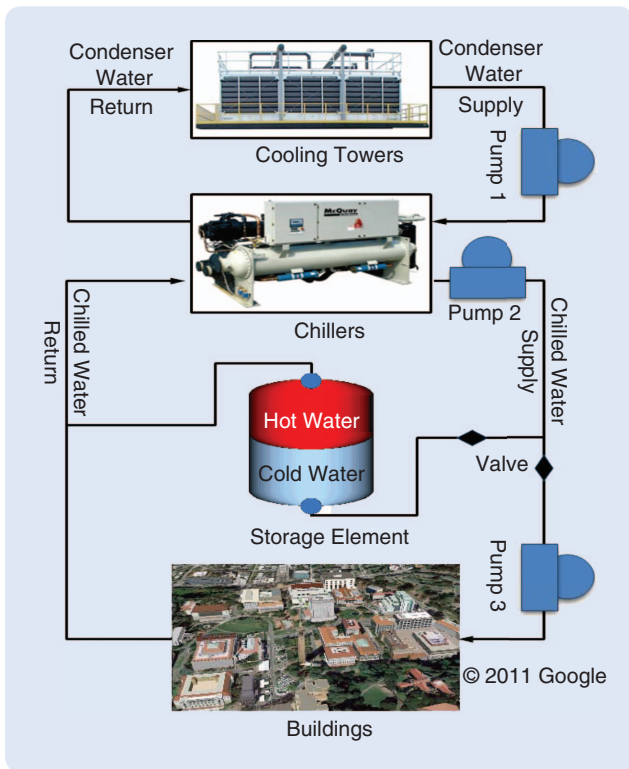 Condenser
Water
Return
Condenser
Water
Supply
Cooling Towers
Pump 1
McQuay
Chillers
Pump 2
Chilled Water
Return
Chilled Water
Supply
Hot Water
Cold Water
Valve
Storage Element
Pump 3
© 2011 Google
Buildings